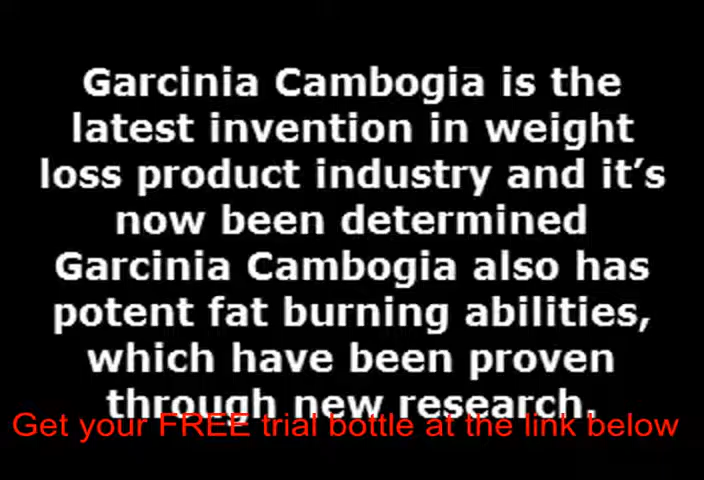 Garcinia Cambogia is the
latest invention in weight
loss product industry and it’s
now been determined
Garcinia Cambogia also has
potent fat burning abilities,
which have been proven
through new research.
Get your FREE trial bottle at the link below